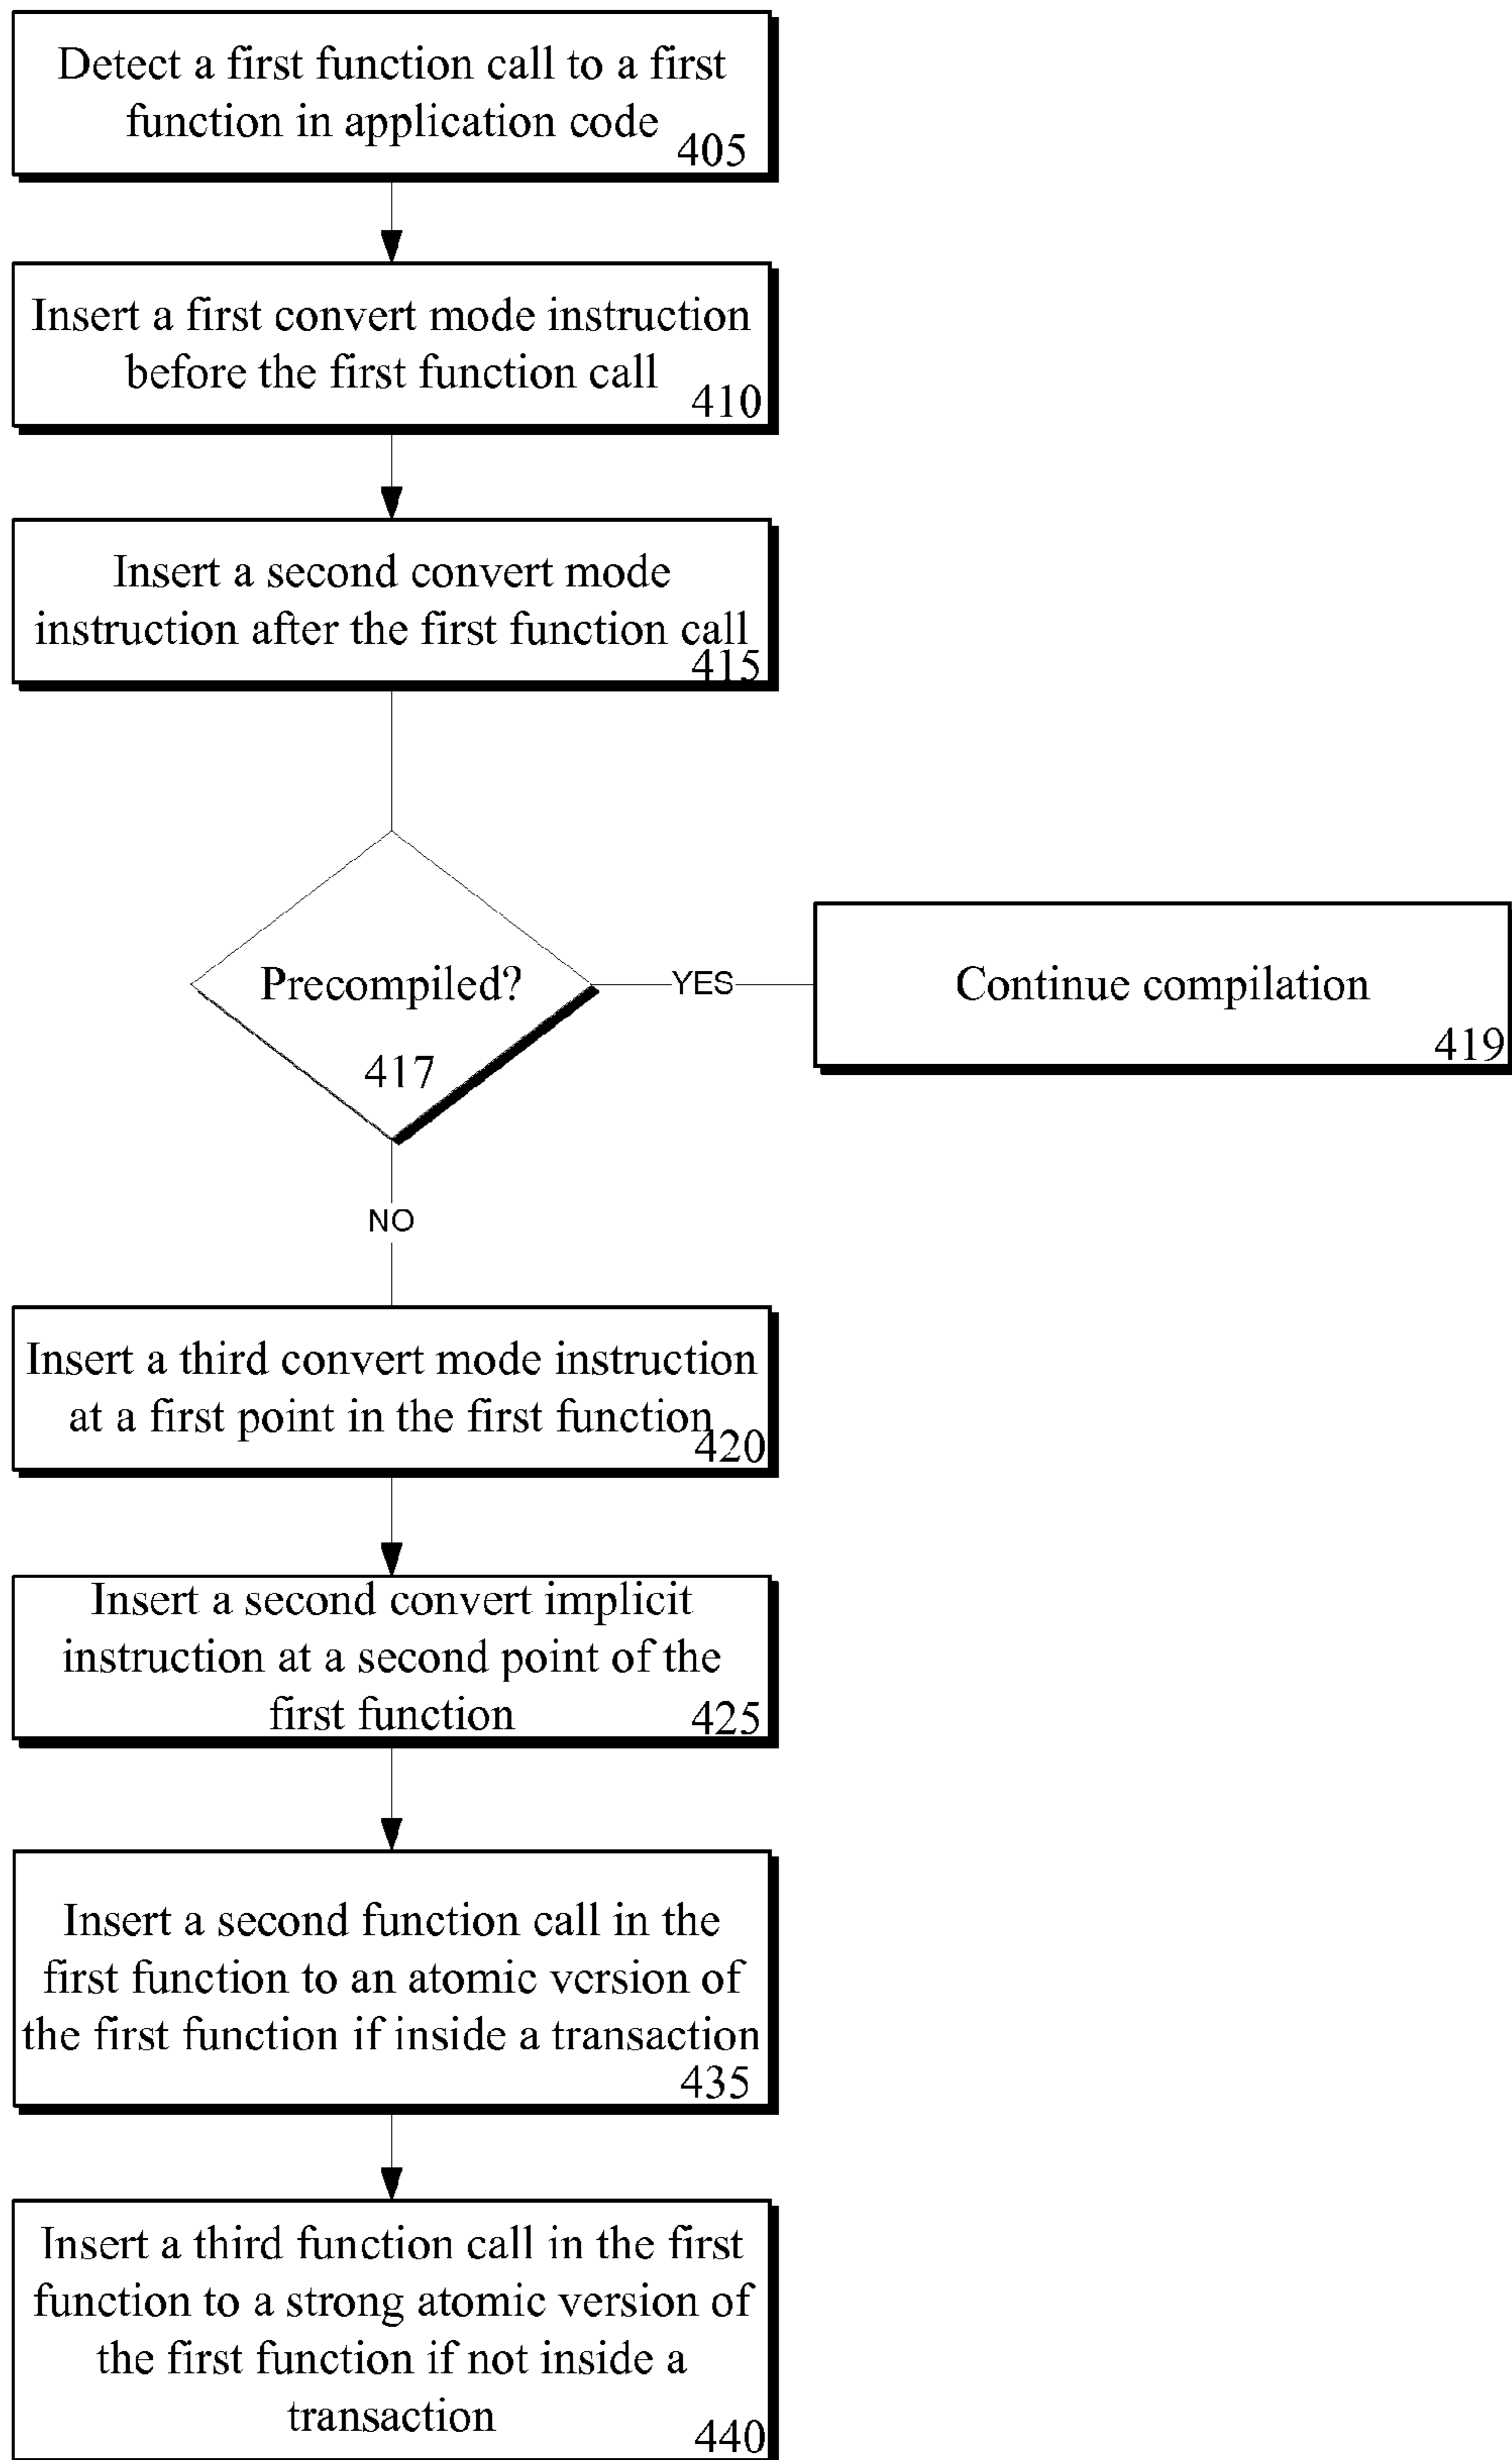 Detect a first function call to a first
function in application code
405
Insert a first convert mode instruction
before the first function call
410
Insert a second convert mode
instruction after the first function call
415
Precompiled?
417
YES
Continue compilation
419
NO
Insert a third convert mode instruction
at a first point in the first function
420
Insert a second convert implicit
instruction at a second point of the
first function
425
Insert a second function call in the
first function to an atomic version of
the first function if inside a transaction
435
Insert a third function call in the first
function to a strong atomic version of
the first function if not inside a
transaction
440